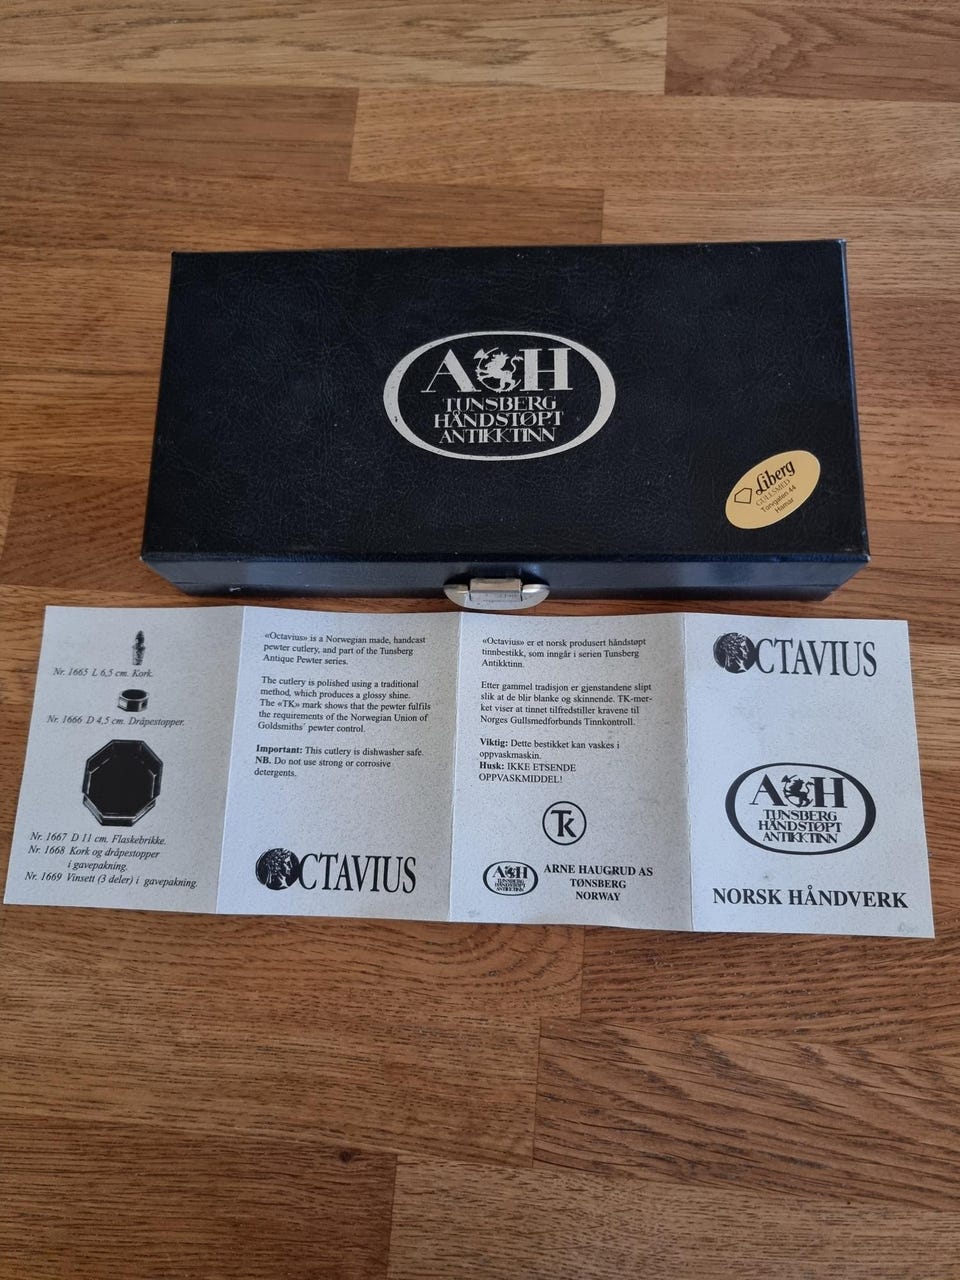 A H
TUNSBERG
HÅNDSTØPT
ANTIKKTINN
Liberg
GULLSMED
Torvgaten 44
Hamar
Nr. 1665 L 6,5 cm. Kork.
Nr. 1666 D 4,5 cm. Dråpestopper.
Nr. 1667 D 11 cm. Flaskebrikke.
Nr. 1668 Kork og dråpestopper
i gavepakning.
Nr. 1669 Vinsett (3 deler) i gavepakning.
«Octavius» is a Norwegian made, handcast
pewter cutlery, and part of the Tunsberg
Antique Pewter series.
The cutlery is polished using a traditional
method, which produces a glossy shine.
The «TK» mark shows that the pewter fulfils
the requirements of the Norwegian Union of
Goldsmiths' pewter control.
Important: This cutlery is dishwasher safe.
NB. Do not use strong or corrosive
detergents.
OCTAVIUS
«Octavius» er et norsk produsert håndstøpt
tinnbestikk, som inngår i serien Tunsberg
Antikktinn.
Etter gammel tradisjon er gjenstandene slipt
slik at de blir blanke og skinnende. TK-mer-
ket viser at tinnet tilfredstiller kravene til
Norges Gullsmedforbunds Tinnkontroll.
Viktig: Dette bestikket kan vaskes i
oppvaskmaskin.
Husk: IKKE ETSENDE
OPPVASKMIDDEL!
TK
A H
TUNSBERG
HÅNDSTØPT
ANTIKKTINN
ARNE HAUGRUD AS
TØNSBERG
NORWAY
OCTAVIUS
A H
TUNSBERG
HÅNDSTØPT
ANTIKKTINN
NORSK HÅNDVERK